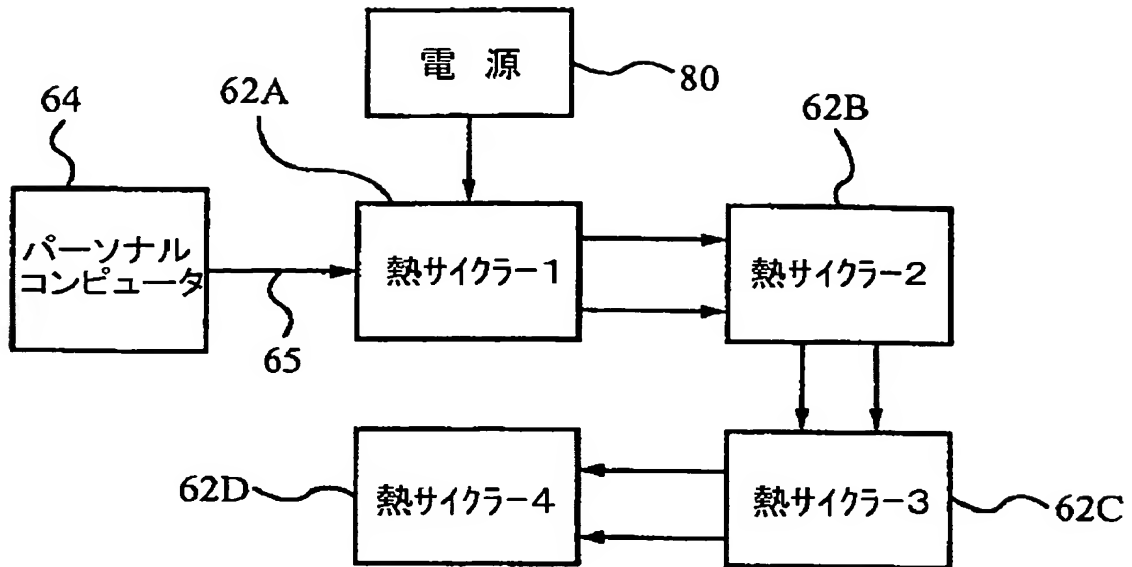 電 源
80
62A
64
62B
パーソナル
コンピュータ
熱サイクラー1
熱サイクラー2
65
62D
熱サイクラー4
熱サイクラー3
62C